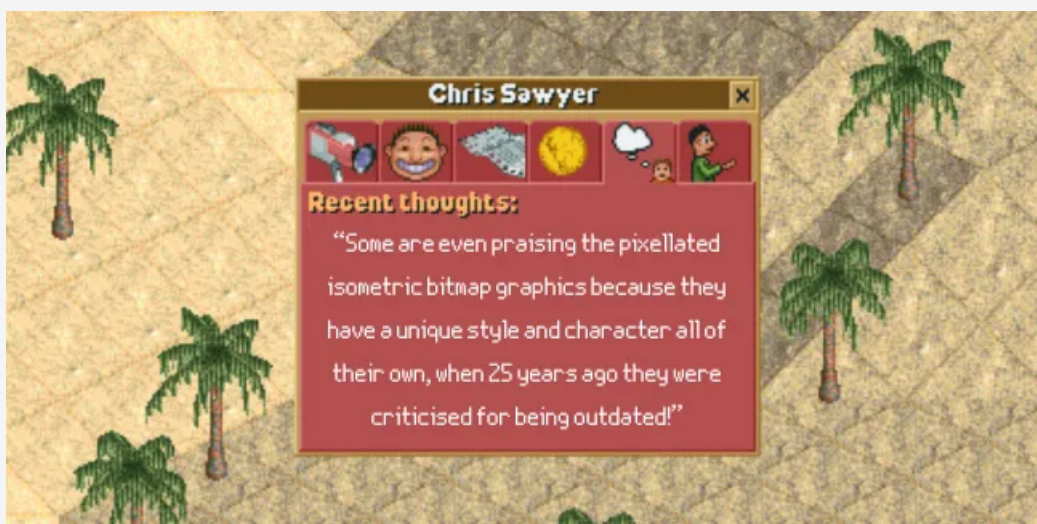 Chris Sawyer
Recent thoughts:
“Some are even praising the pixellated
isometric bitmap graphics because they
have a unique style and character all of
their own, when 25 years ago they were
criticised for being outdated!”